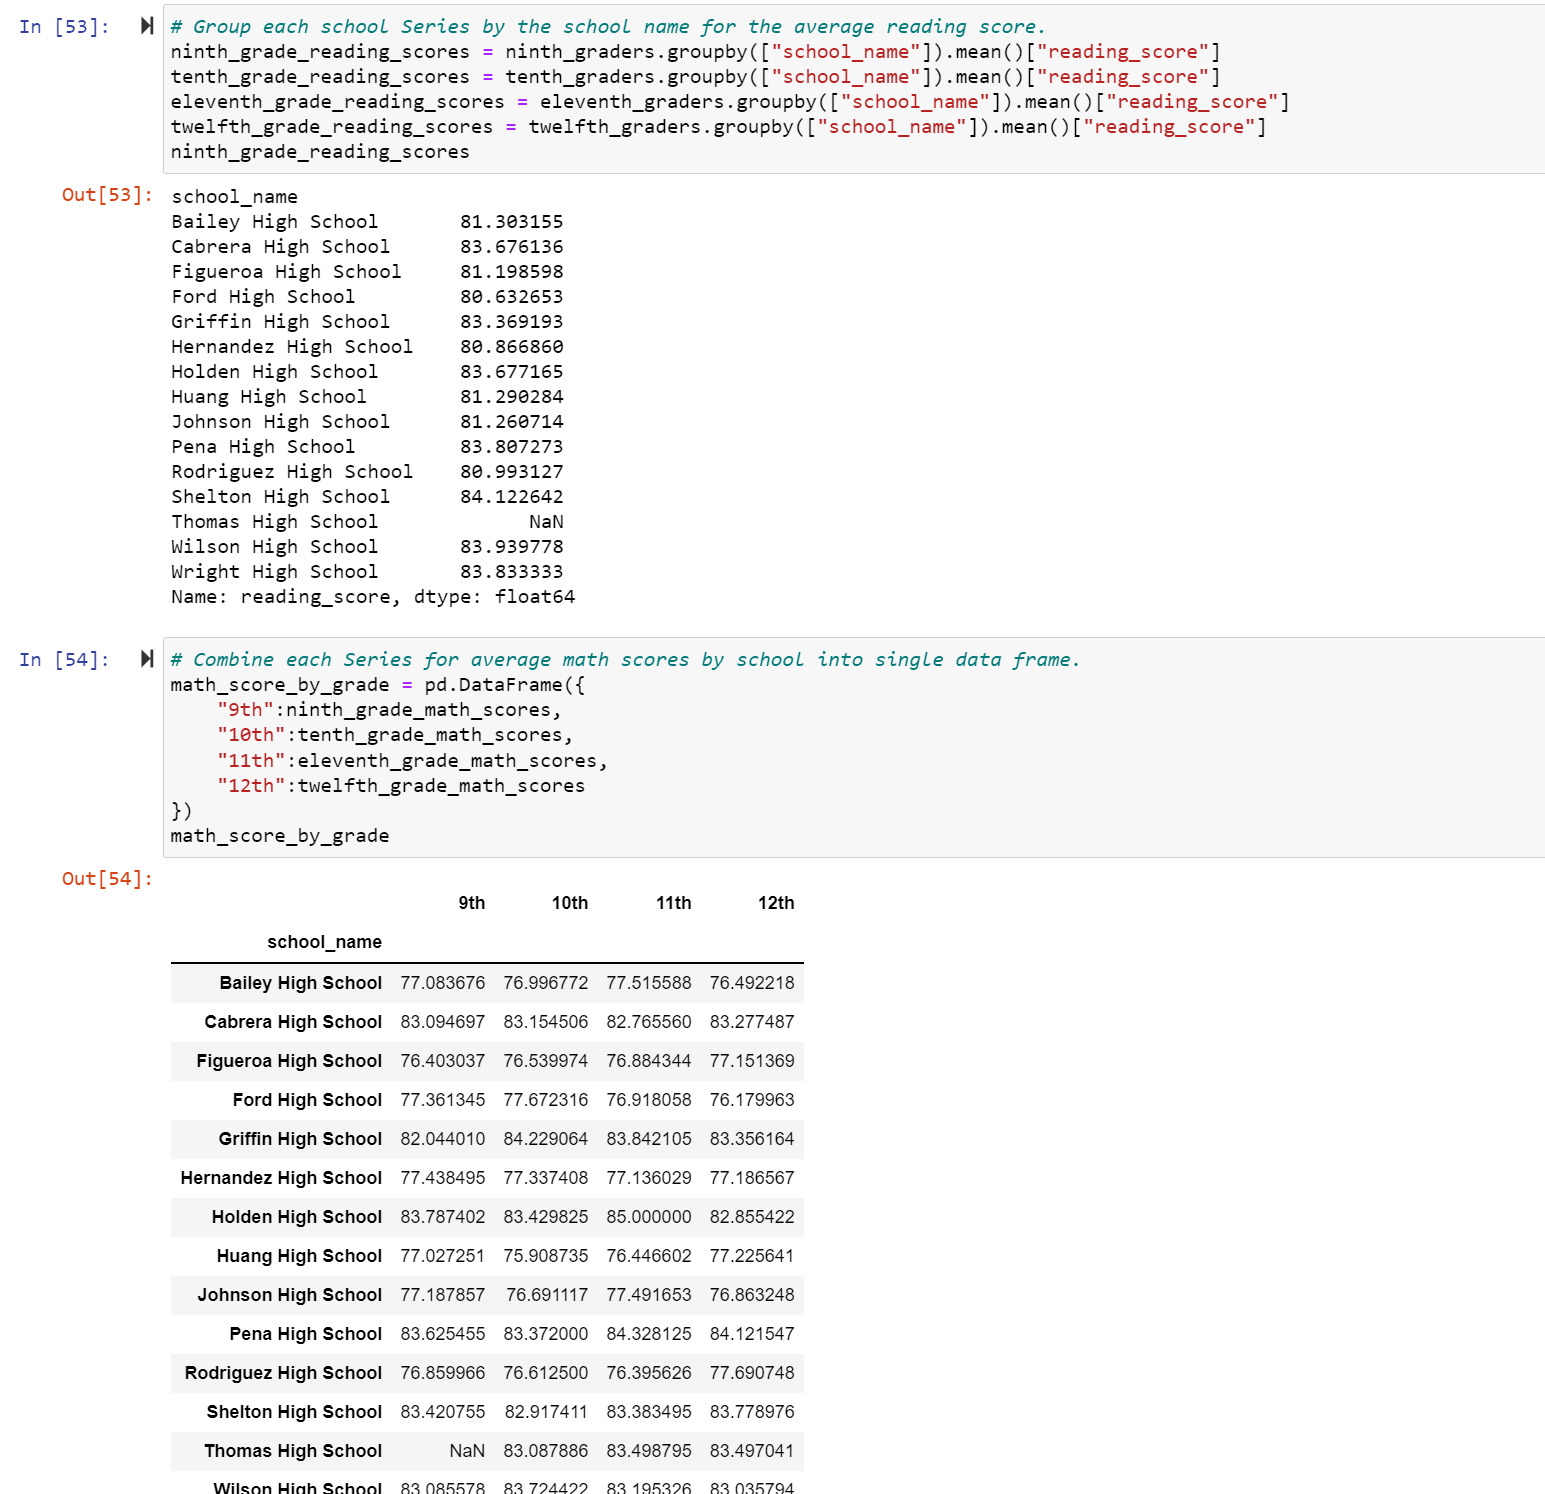 In [53]:
# Group each school Series by the school name for the average reading score.
ninth_grade_reading_scores = ninth_graders.groupby(["school_name"]).mean()["reading_score"]
tenth_grade_reading_scores = tenth_graders.groupby(["school_name"]).mean()["reading_score"]
eleventh_grade_reading_scores = eleventh_graders.groupby(["school_name"]).mean()["reading_score"]
twelfth_grade_reading_scores = twelfth_graders.groupby(["school_name"]).mean()["reading_score"]
ninth_grade_reading_scores
Out[53]:
school_name
Bailey High School 81.303155
Cabrera High School 83.676136
Figueroa High School 81.198598
Ford High School 80.632653
Griffin High School 83.369193
Hernandez High School 80.866860
Holden High School 83.677165
Huang High School 81.290284
Johnson High School 81.260714
Pena High School 83.807273
Rodriguez High School 80.993127
Shelton High School 84.122642
Thomas High School NaN
Wilson High School 83.939778
Wright High School 83.833333
Name: reading_score, dtype: float64
In [54]:
# Combine each Series for average math scores by school into single data frame.
math_score_by_grade = pd.DataFrame({
"9th":ninth_grade_math_scores,
"10th":tenth_grade_math_scores,
"11th":eleventh_grade_math_scores,
"12th":twelfth_grade_math_scores
})
math_score_by_grade
Out[54]:
9th 10th 11th 12th
school_name
Bailey High School 77.083676 76.996772 77.515588 76.492218
Cabrera High School 83.094697 83.154506 82.765560 83.277487
Figueroa High School 76.403037 76.539974 76.884344 77.151369
Ford High School 77.361345 77.672316 76.918058 76.179963
Griffin High School 82.044010 84.229064 83.842105 83.356164
Hernandez High School 77.438495 77.337408 77.136029 77.186567
Holden High School 83.787402 83.429825 85.000000 82.855422
Huang High School 77.027251 75.908735 76.446602 77.225641
Johnson High School 77.187857 76.691117 77.491653 76.863248
Pena High School 83.625455 83.372000 84.328125 84.121547
Rodriguez High School 76.859966 76.612500 76.395626 77.690748
Shelton High School 83.420755 82.917411 83.383495 83.778976
Thomas High School NaN 83.087886 83.498795 83.497041
Wilson High School 83.085578 83.724422 83.195326 83.035794